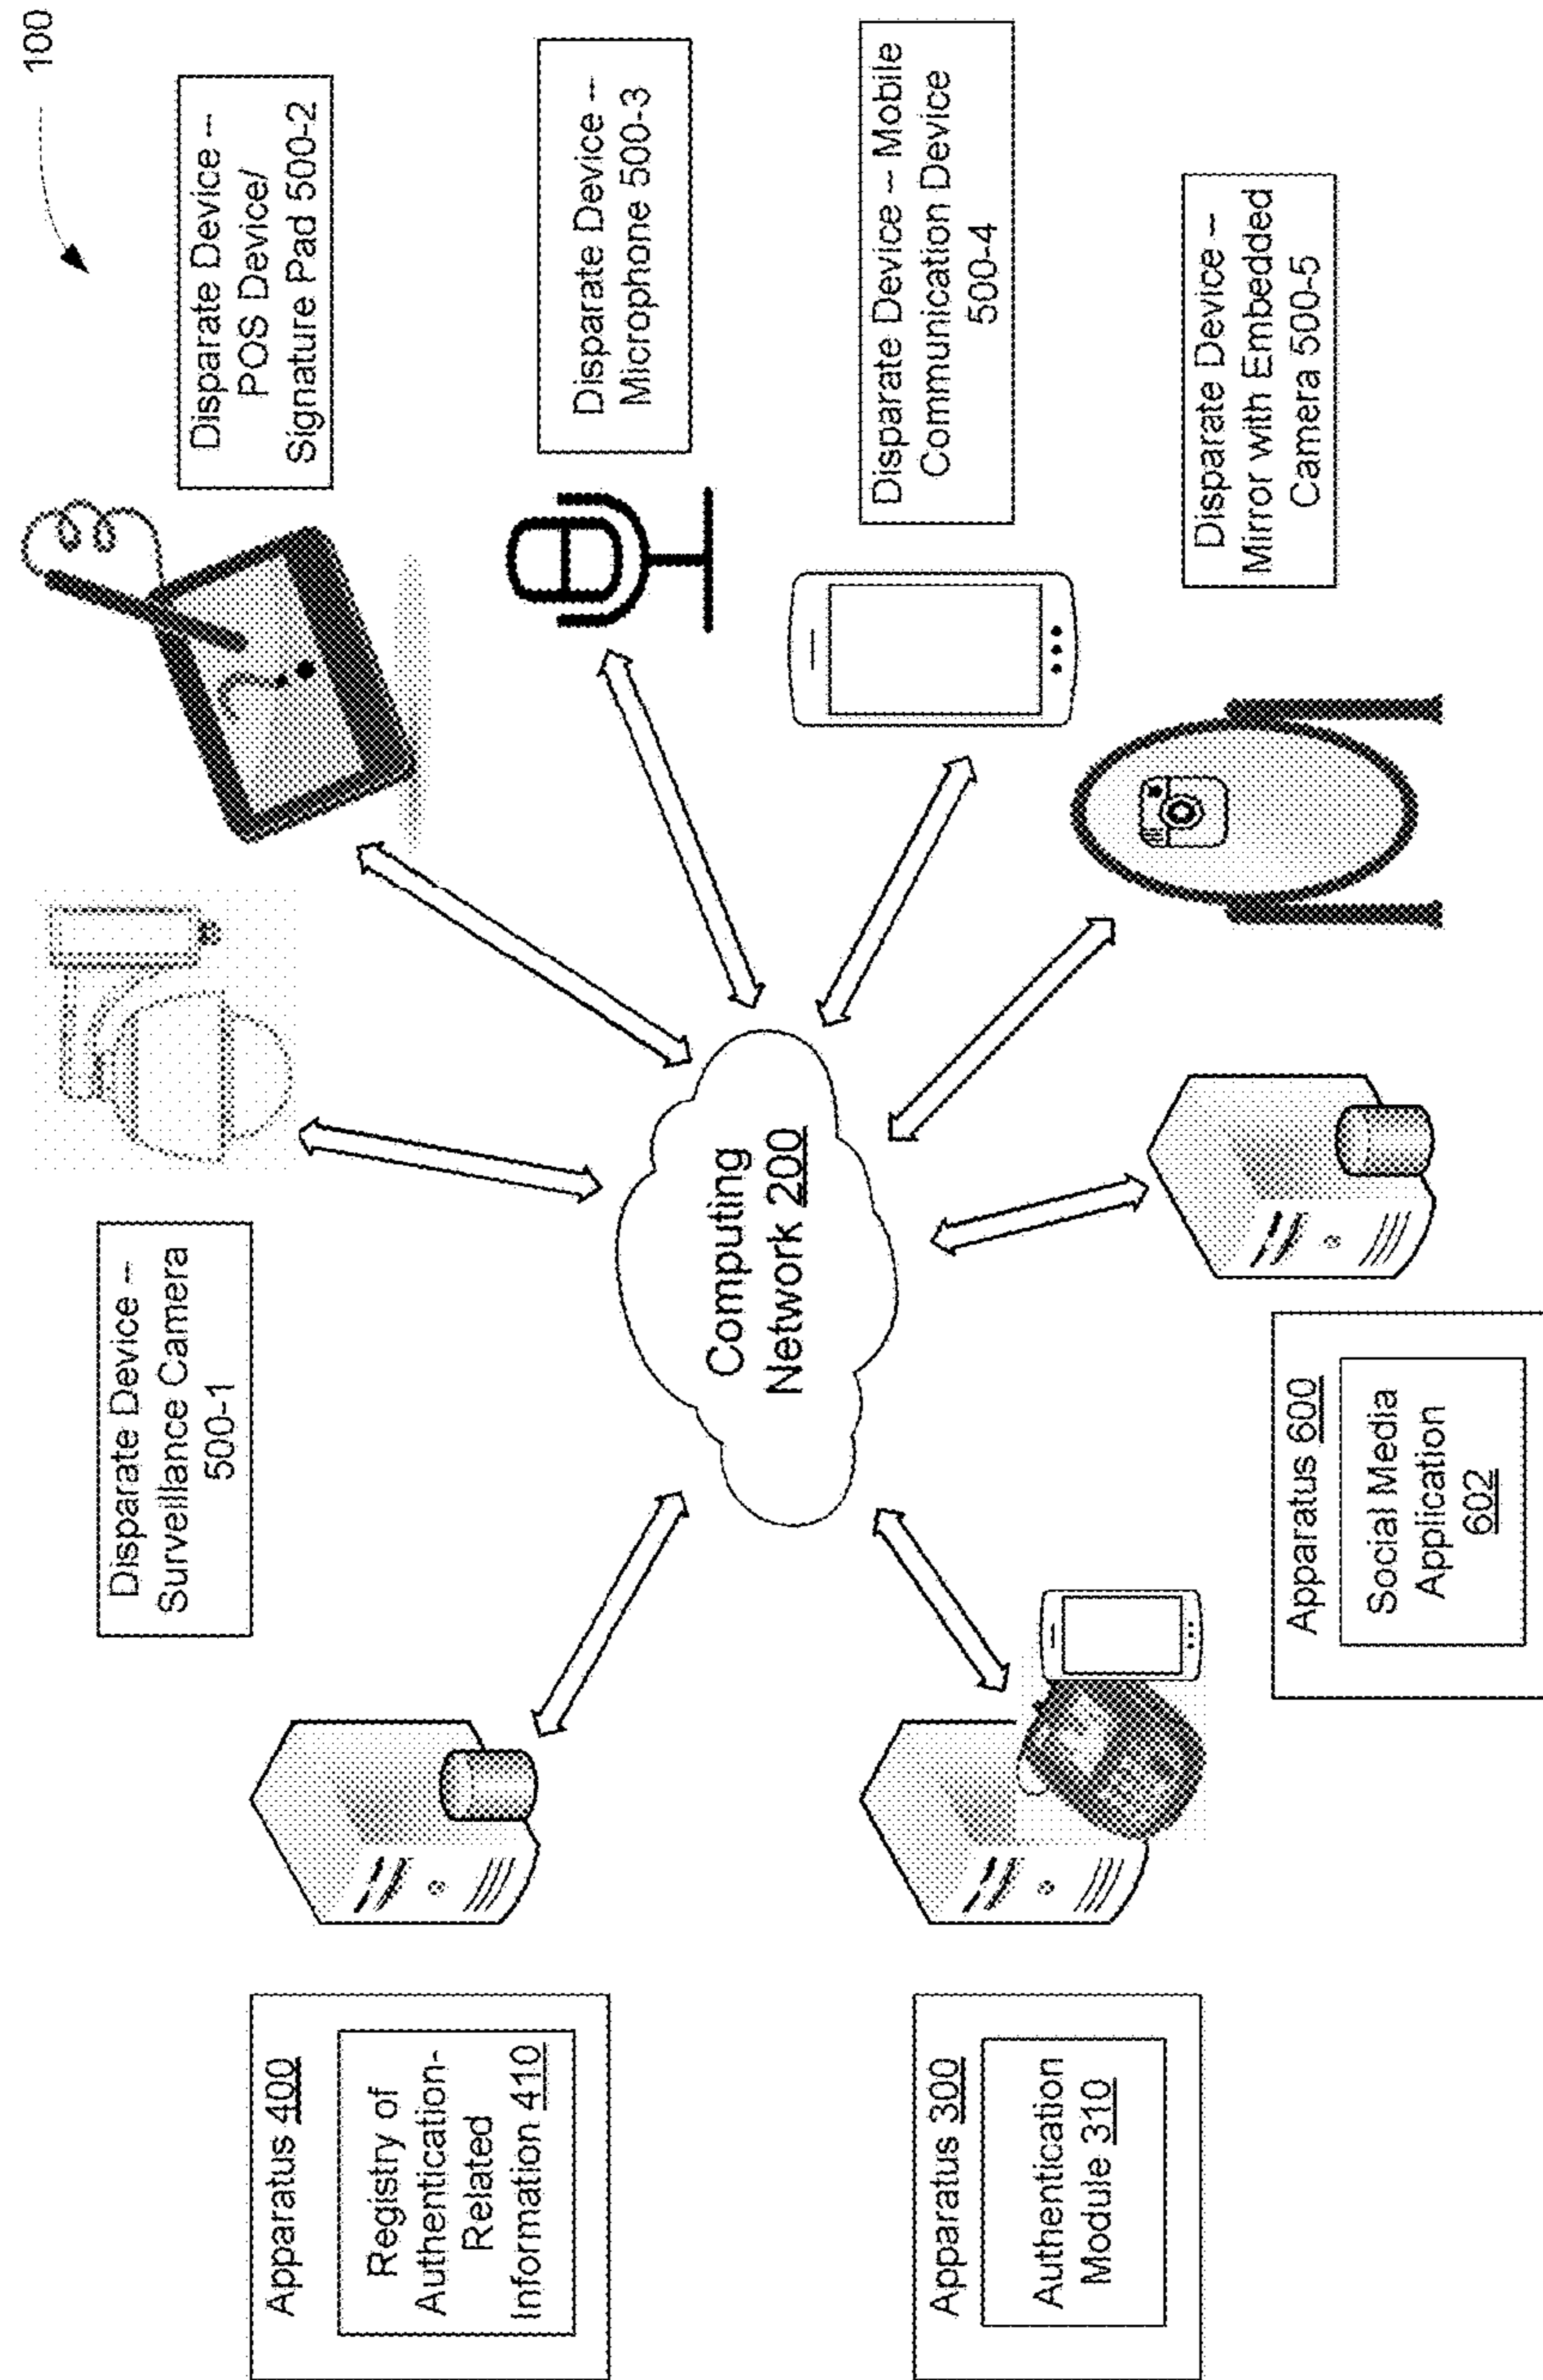 100
Disparate Device --
Surveillance Camera
500-1
Disparate Device --
POS Device/
Signature Pad 500-2
Disparate Device --
Microphone 500-3
Disparate Device -- Mobile
Communication Device
500-4
Disparate Device --
Mirror with Embedded
Camera 500-5
Computing
Network 200
Apparatus 400
Registry of
Authentication-
Related
Information 410
Apparatus 300
Authentication
Module 310
Apparatus 600
Social Media
Application
602